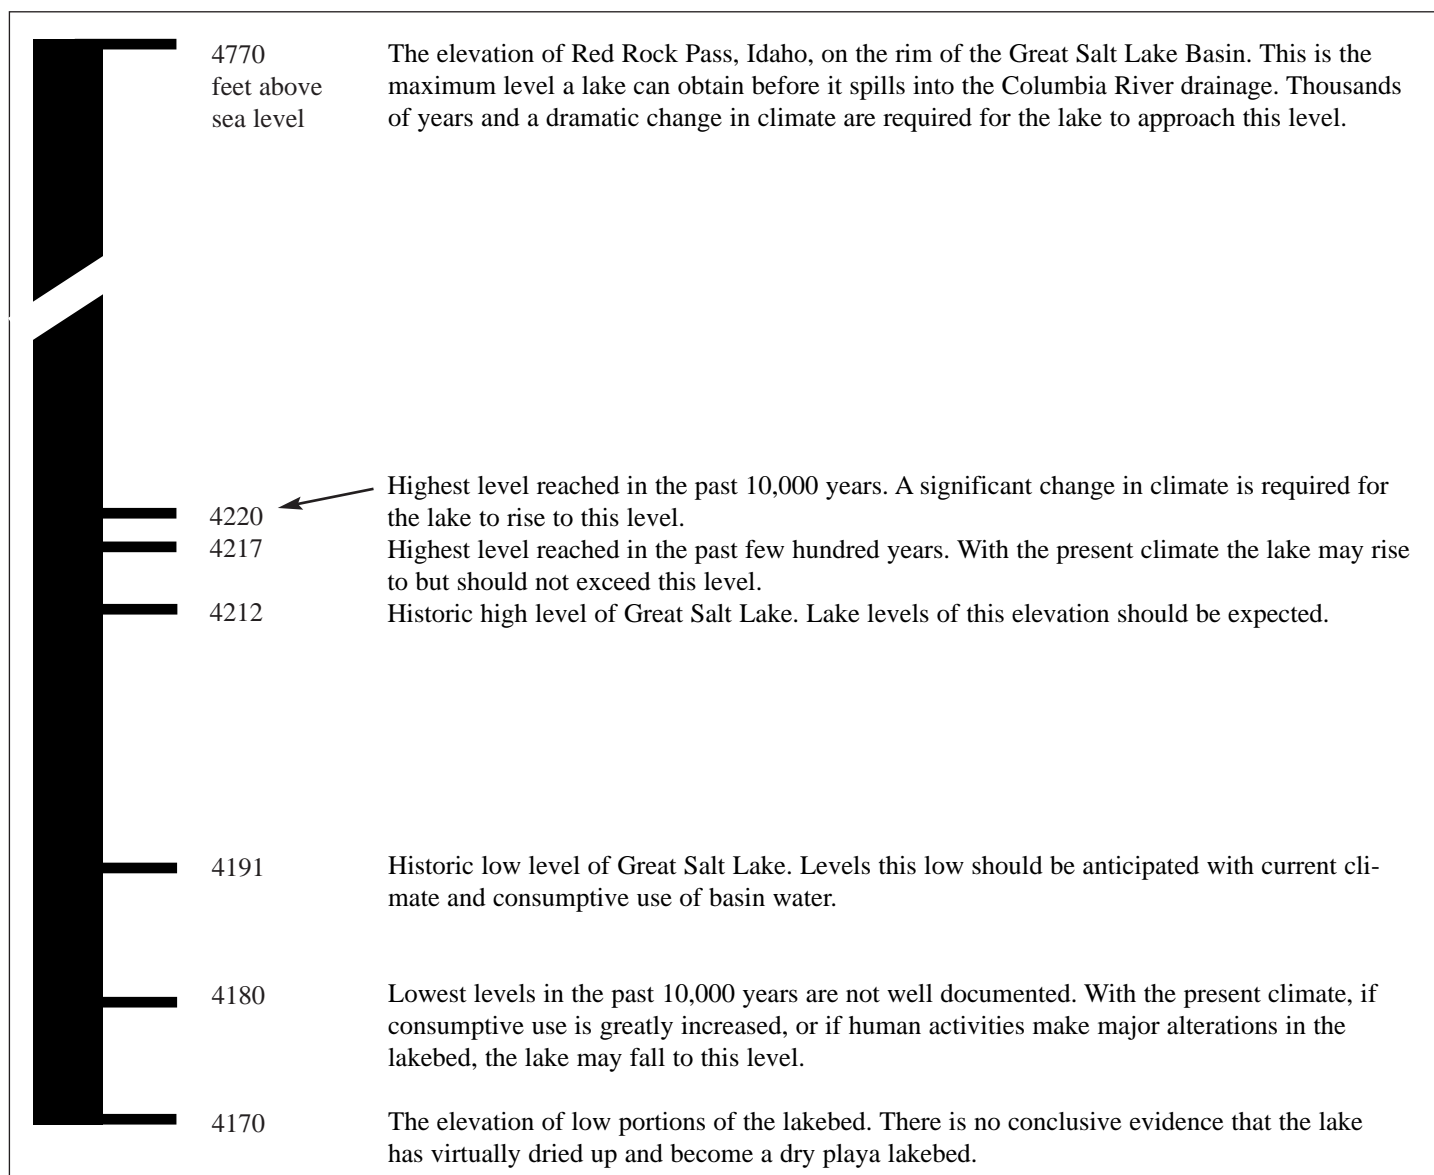 4770
feet above
sea level
The elevation of Red Rock Pass, Idaho, on the rim of the Great Salt Lake Basin. This is the
maximum level a lake can obtain before it spills into the Columbia River drainage. Thousands
of years and a dramatic change in climate are required for the lake to approach this level.
4220
Highest level reached in the past 10,000 years. A significant change in climate is required for
the lake to rise to this level.
4217
Highest level reached in the past few hundred years. With the present climate the lake may rise
to but should not exceed this level.
4212
Historic high level of Great Salt Lake. Lake levels of this elevation should be expected.
4191
Historic low level of Great Salt Lake. Levels this low should be anticipated with current cli-
mate and consumptive use of basin water.
4180
Lowest levels in the past 10,000 years are not well documented. With the present climate, if
consumptive use is greatly increased, or if human activities make major alterations in the
lakebed, the lake may fall to this level.
4170
The elevation of low portions of the lakebed. There is no conclusive evidence that the lake
has virtually dried up and become a dry playa lakebed.